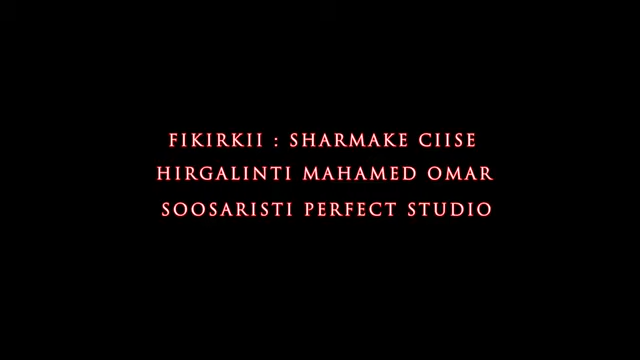 FIKIRKII : SHARMAKE CIISE
HIRGALINTI MAHAMED OMAR
SOOSARISTI PERFECT STUDIO